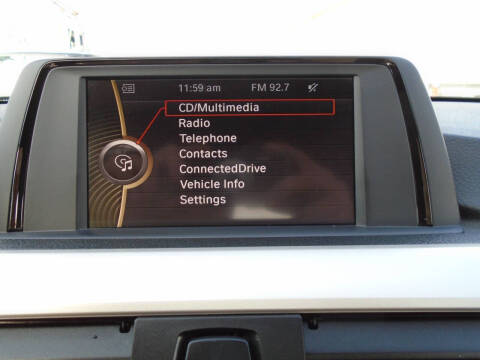 11:59 am FM 92.7
CD/Multimedia
Radio
Telephone
Contacts
ConnectedDrive
Vehicle Info
Settings